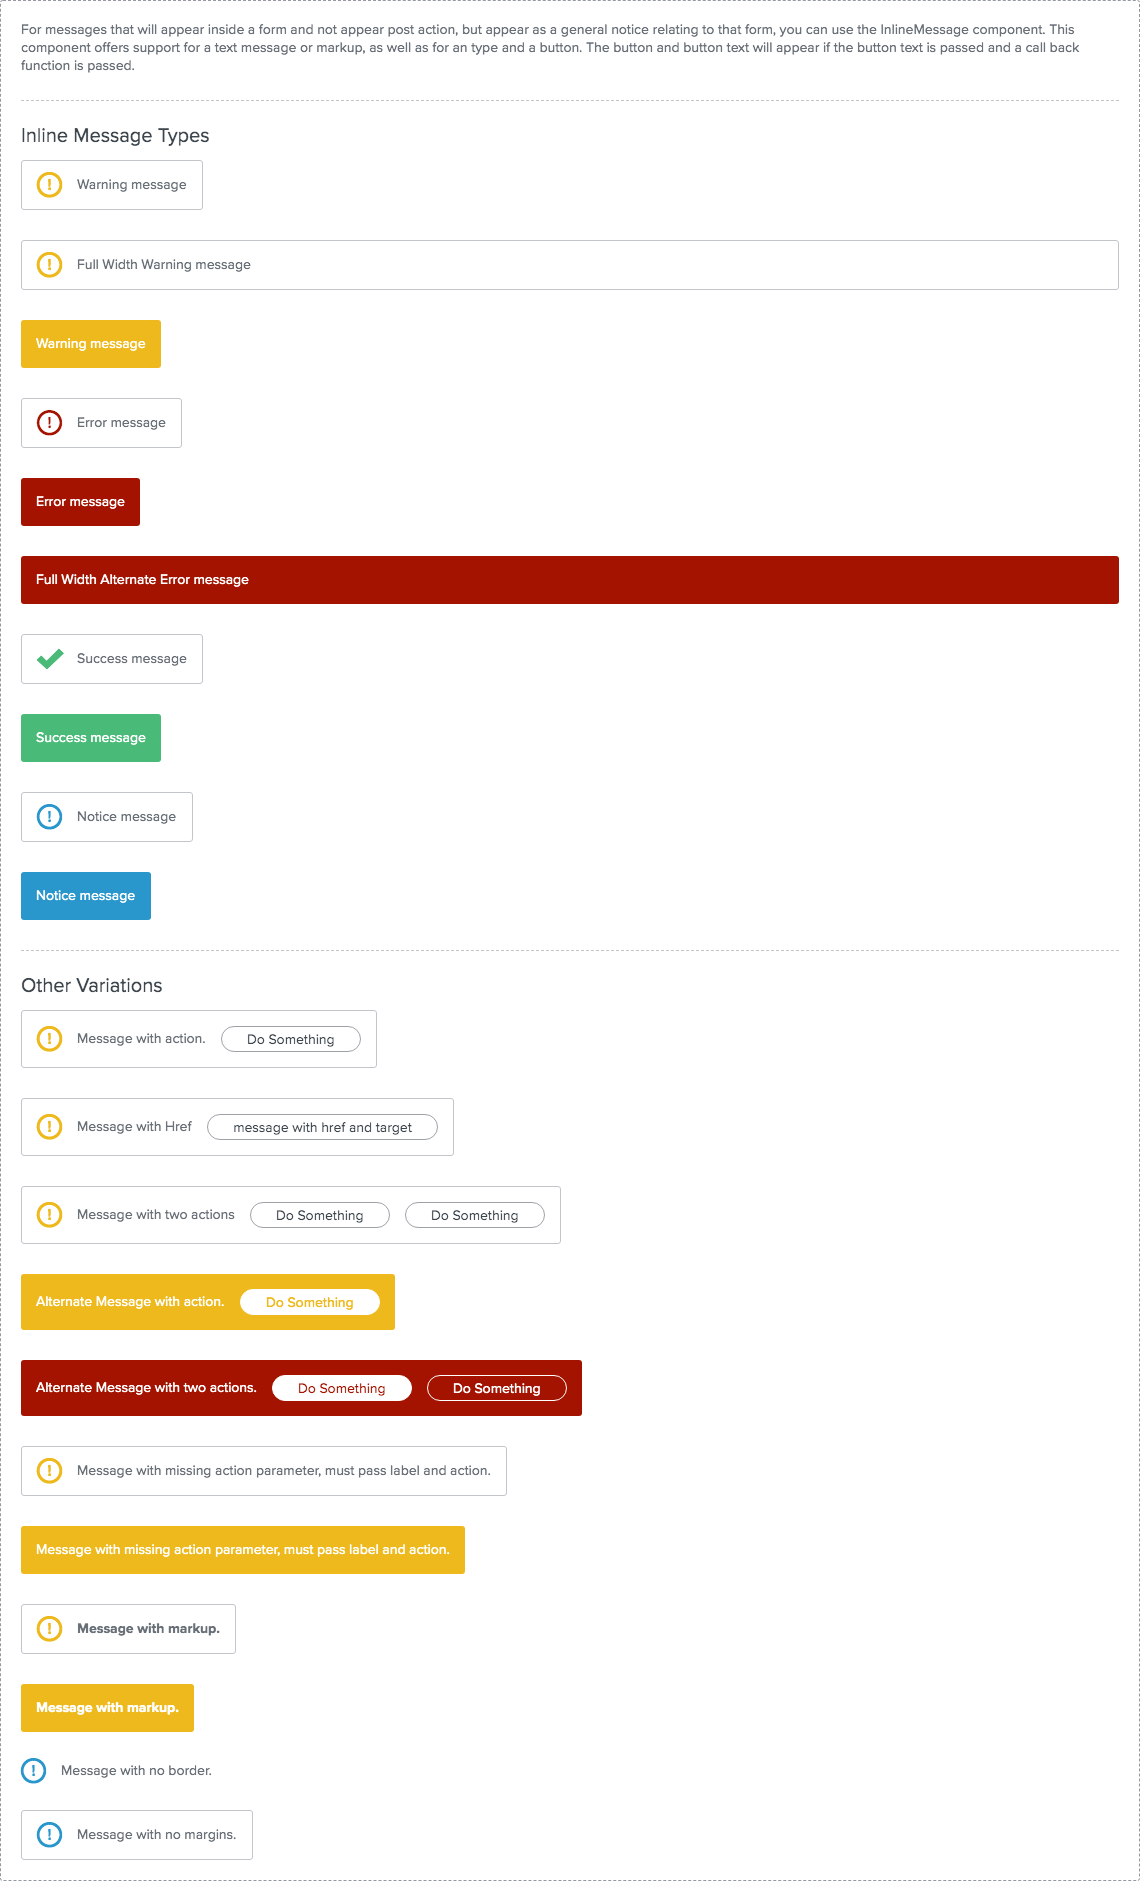 For messages that will appear inside a form and not appear post action, but appear as a general notice relating to that form, you can use the InlineMessage component. This
component offers support for a text message or markup, as well as for an type and a button. The button and button text will appear if the button text is passed and a call back
function is passed.
Inline Message Types
Warning message
Full Width Warning message
Warning message
Error message
Error message
Full Width Alternate Error message
Success message
Success message
Notice message
Notice message
Other Variations
Message with action. Do Something
Message with Href message with href and target
Message with two actions Do Something Do Something
Alternate Message with action. Do Something
Alternate Message with two actions. Do Something Do Something
Message with missing action parameter, must pass label and action.
Message with missing action parameter, must pass label and action.
Message with markup.
Message with markup.
Message with no border.
Message with no margins.